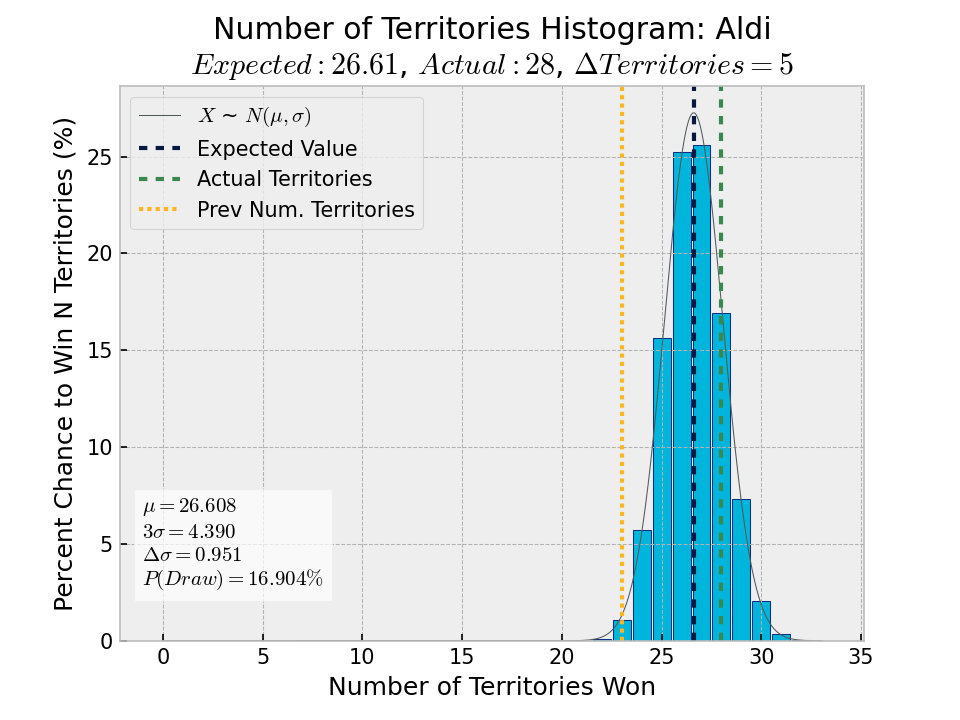 Number of Territories Histogram: Aldi
Expected : 26.61, Actual : 28, ΔTerritories = 5
X ~ N(μ, σ)
Expected Value
Actual Territories
Prev Num. Territories
Percent Chance to Win N Territories (%)
25
20
15
10
5
0
μ = 26.608
3σ = 4.390
Δσ = 0.951
P(Draw) = 16.904%
0 5 10 15 20 25 30 35
Number of Territories Won